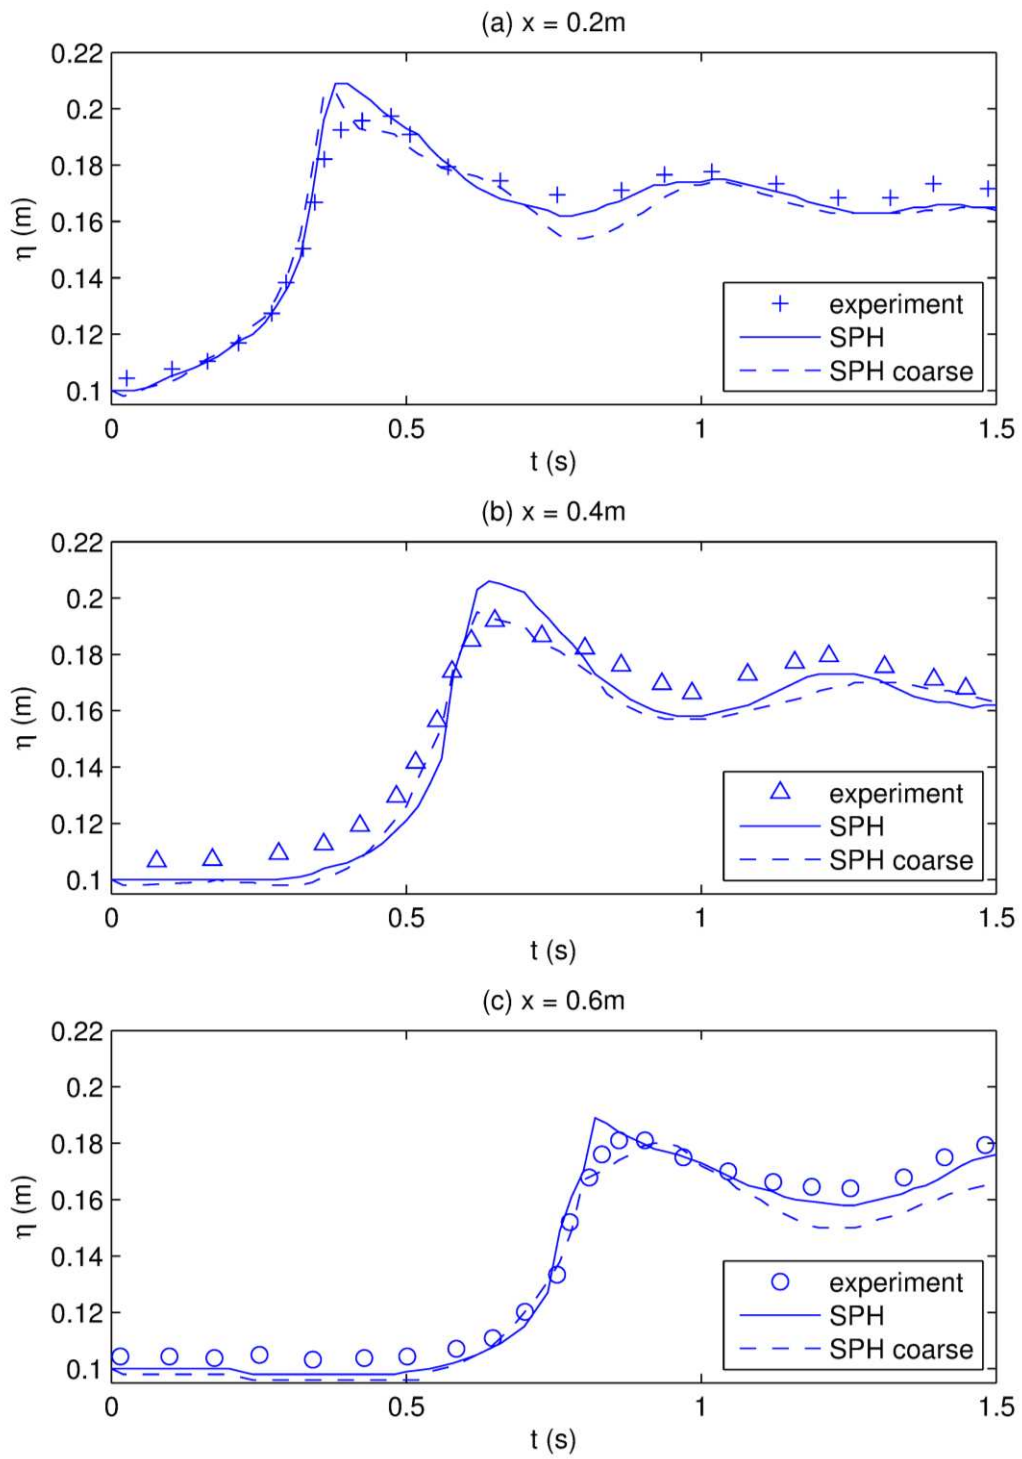 (a) x = 0.2m
0.22
0.2
0.18
0.16
0.14
0.12
0.1
η (m)
experiment
SPH
SPH coarse
0 0.5 1 1.5
t (s)
(b) x = 0.4m
0.22
0.2
0.18
0.16
0.14
0.12
0.1
η (m)
experiment
SPH
SPH coarse
0 0.5 1 1.5
t (s)
(c) x = 0.6m
0.22
0.2
0.18
0.16
0.14
0.12
0.1
η (m)
experiment
SPH
SPH coarse
0 0.5 1 1.5
t (s)